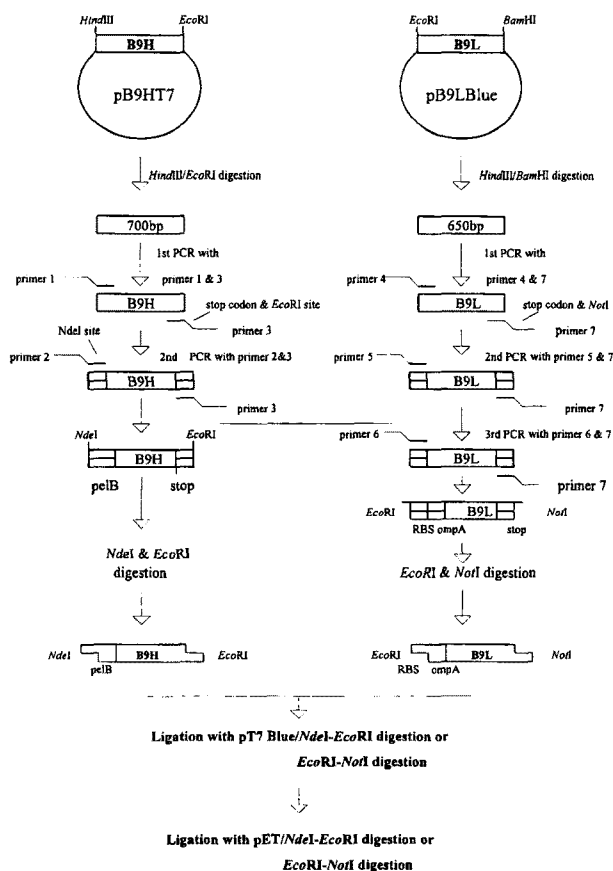 HindIII EcoRI
B9H
pB9HT7
HindIII/EcoRI digestion
700bp
1st PCR with
primer 1 primer 1 & 3
B9H
stop codon & EcoRI site
primer 3
NdeI site
primer 2 2nd PCR with primer 2&3
B9H
primer 3
NdeI EcoRI
B9H
pelB stop
NdeI & EcoRI
digestion
NdeI B9H EcoRI
pelB
EcoRI BamHI
B9L
pB9LBlue
HindIII/BamHI digestion
650bp
1st PCR with
primer 4 primer 4 & 7
B9L
stop codon & NotI
primer 7
primer 5 2nd PCR with primer 5 & 7
B9L
primer 7
primer 6 3rd PCR with primer 6 & 7
B9L
primer 7
EcoRI B9L NotI
RBS ompA stop
EcoRI & NotI digestion
EcoRI B9L NotI
RBS ompA
Ligation with pT7 Blue/NdeI-EcoRI digestion or
EcoRI-NotI digestion
Ligation with pET/NdeI-EcoRI digestion or
EcoRI-NotI digestion